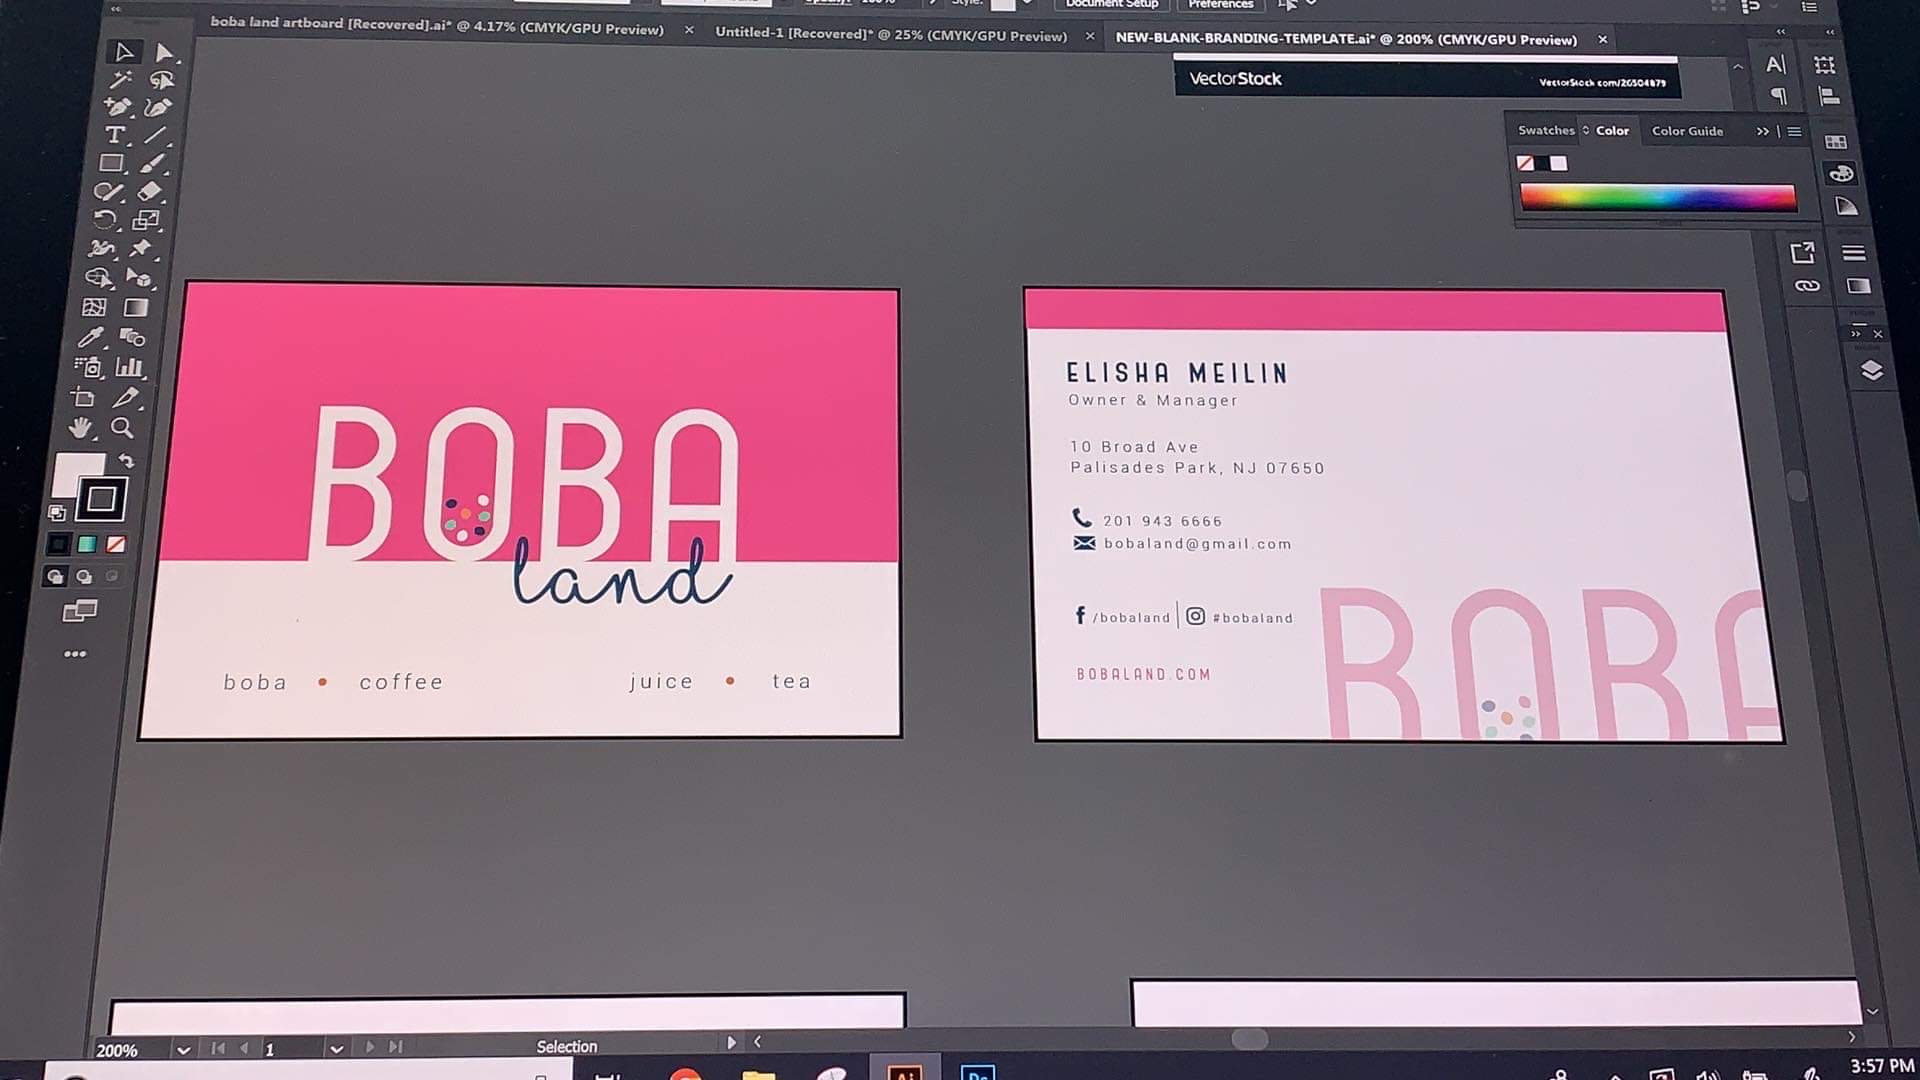 Document Setup
Preferences
boba land artboard [Recovered].ai* @ 4.17% (CMYK/GPU Preview) ×
Untitled-1 [Recovered]* @ 25% (CMYK/GPU Preview) ×
NEW-BLANK-BRANDING-TEMPLATE.ai* @ 200% (CMYK/GPU Preview) ×
VectorStock
VectorStock.com/26504879
Swatches
Color
Color Guide
BOBA
land
boba • coffee
juice • tea
ELISHA MEILIN
Owner & Manager
10 Broad Ave
Palisades Park, NJ 07650
201 943 6666
bobaland@gmail.com
/bobaland
#bobaland
BOBALAND.COM
BOBA
200%
1
Selection
Ai
Ps
3:57 PM